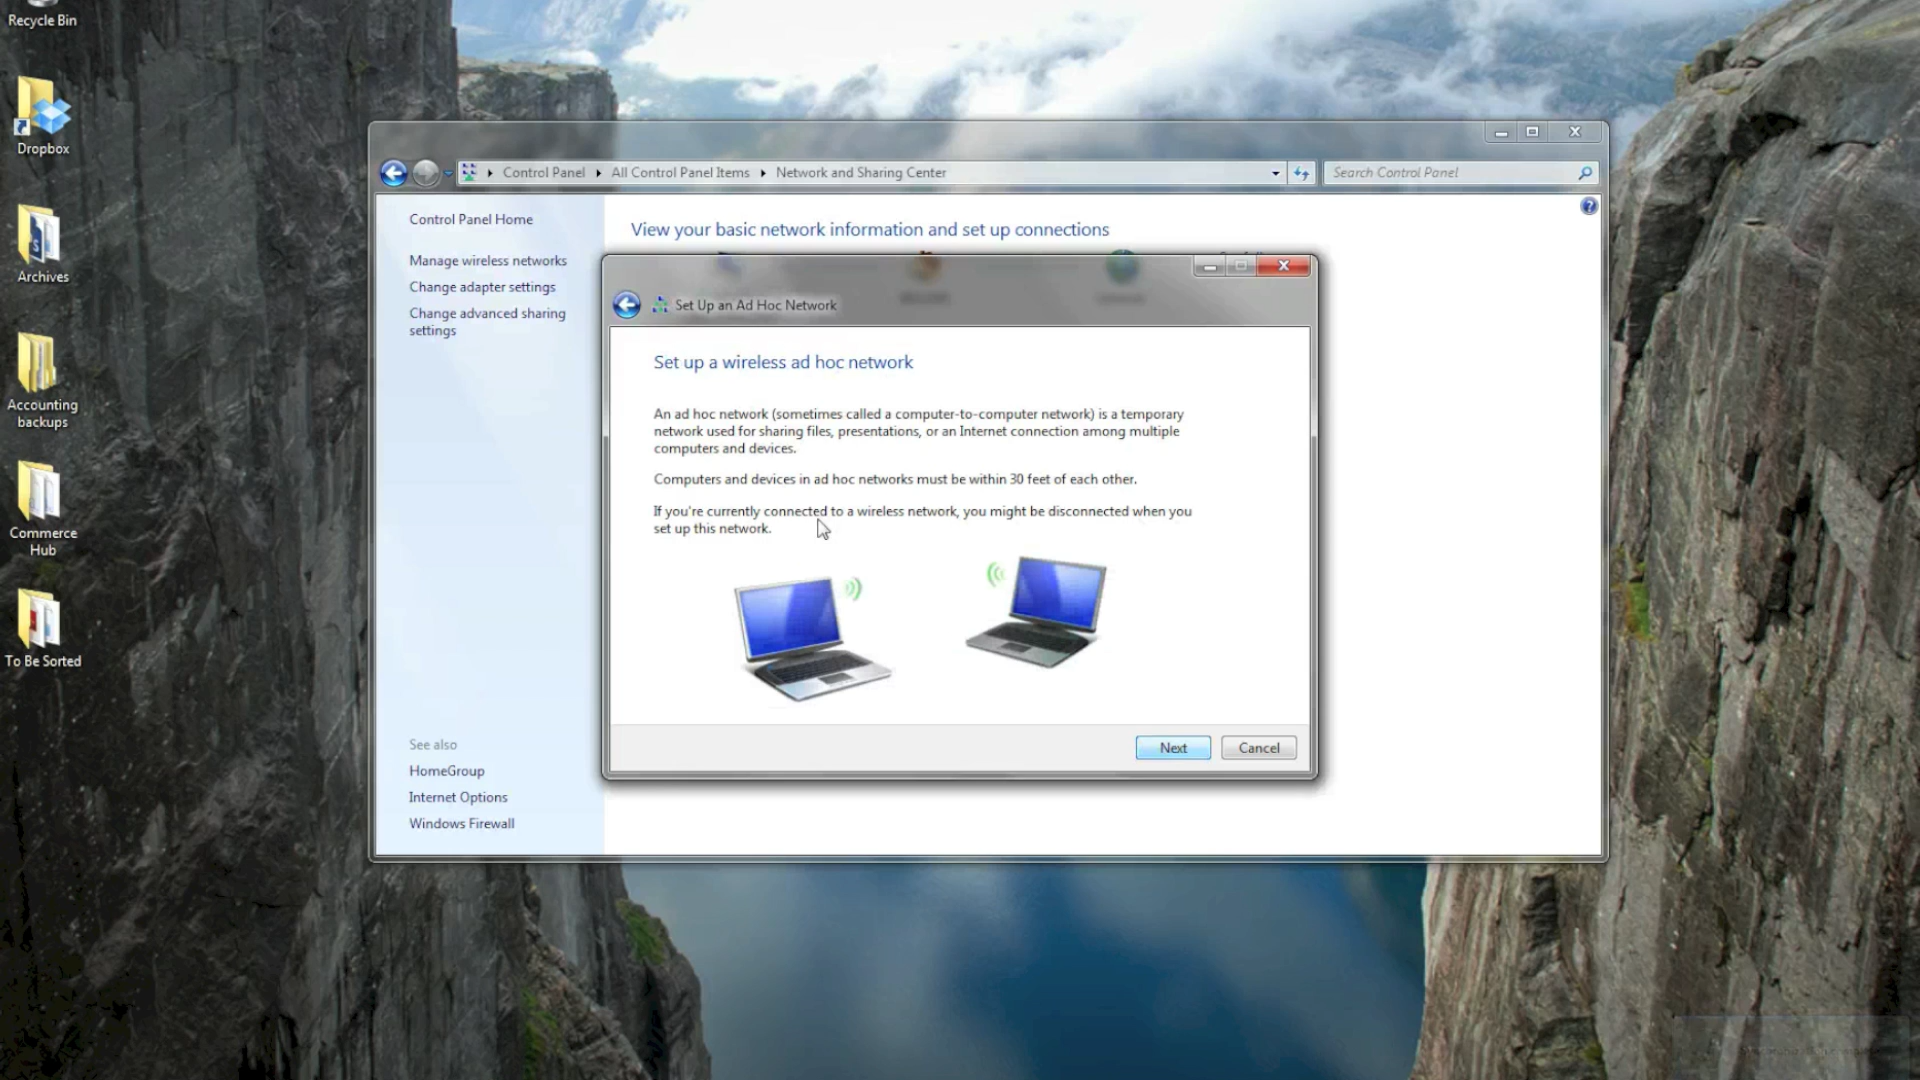 Recycle Bin
Dropbox
Archives
Accounting
backups
Commerce
Hub
To Be Sorted
Control Panel
All Control Panel Items
Network and Sharing Center
Search Control Panel
Control Panel Home
Manage wireless networks
Change adapter settings
Change advanced sharing
settings
See also
HomeGroup
Internet Options
Windows Firewall
View your basic network information and set up connections
Set Up an Ad Hoc Network
Set up a wireless ad hoc network
An ad hoc network (sometimes called a computer-to-computer network) is a temporary
network used for sharing files, presentations, or an Internet connection among multiple
computers and devices.
Computers and devices in ad hoc networks must be within 30 feet of each other.
If you're currently connected to a wireless network, you might be disconnected when you
set up this network.
Next
Cancel